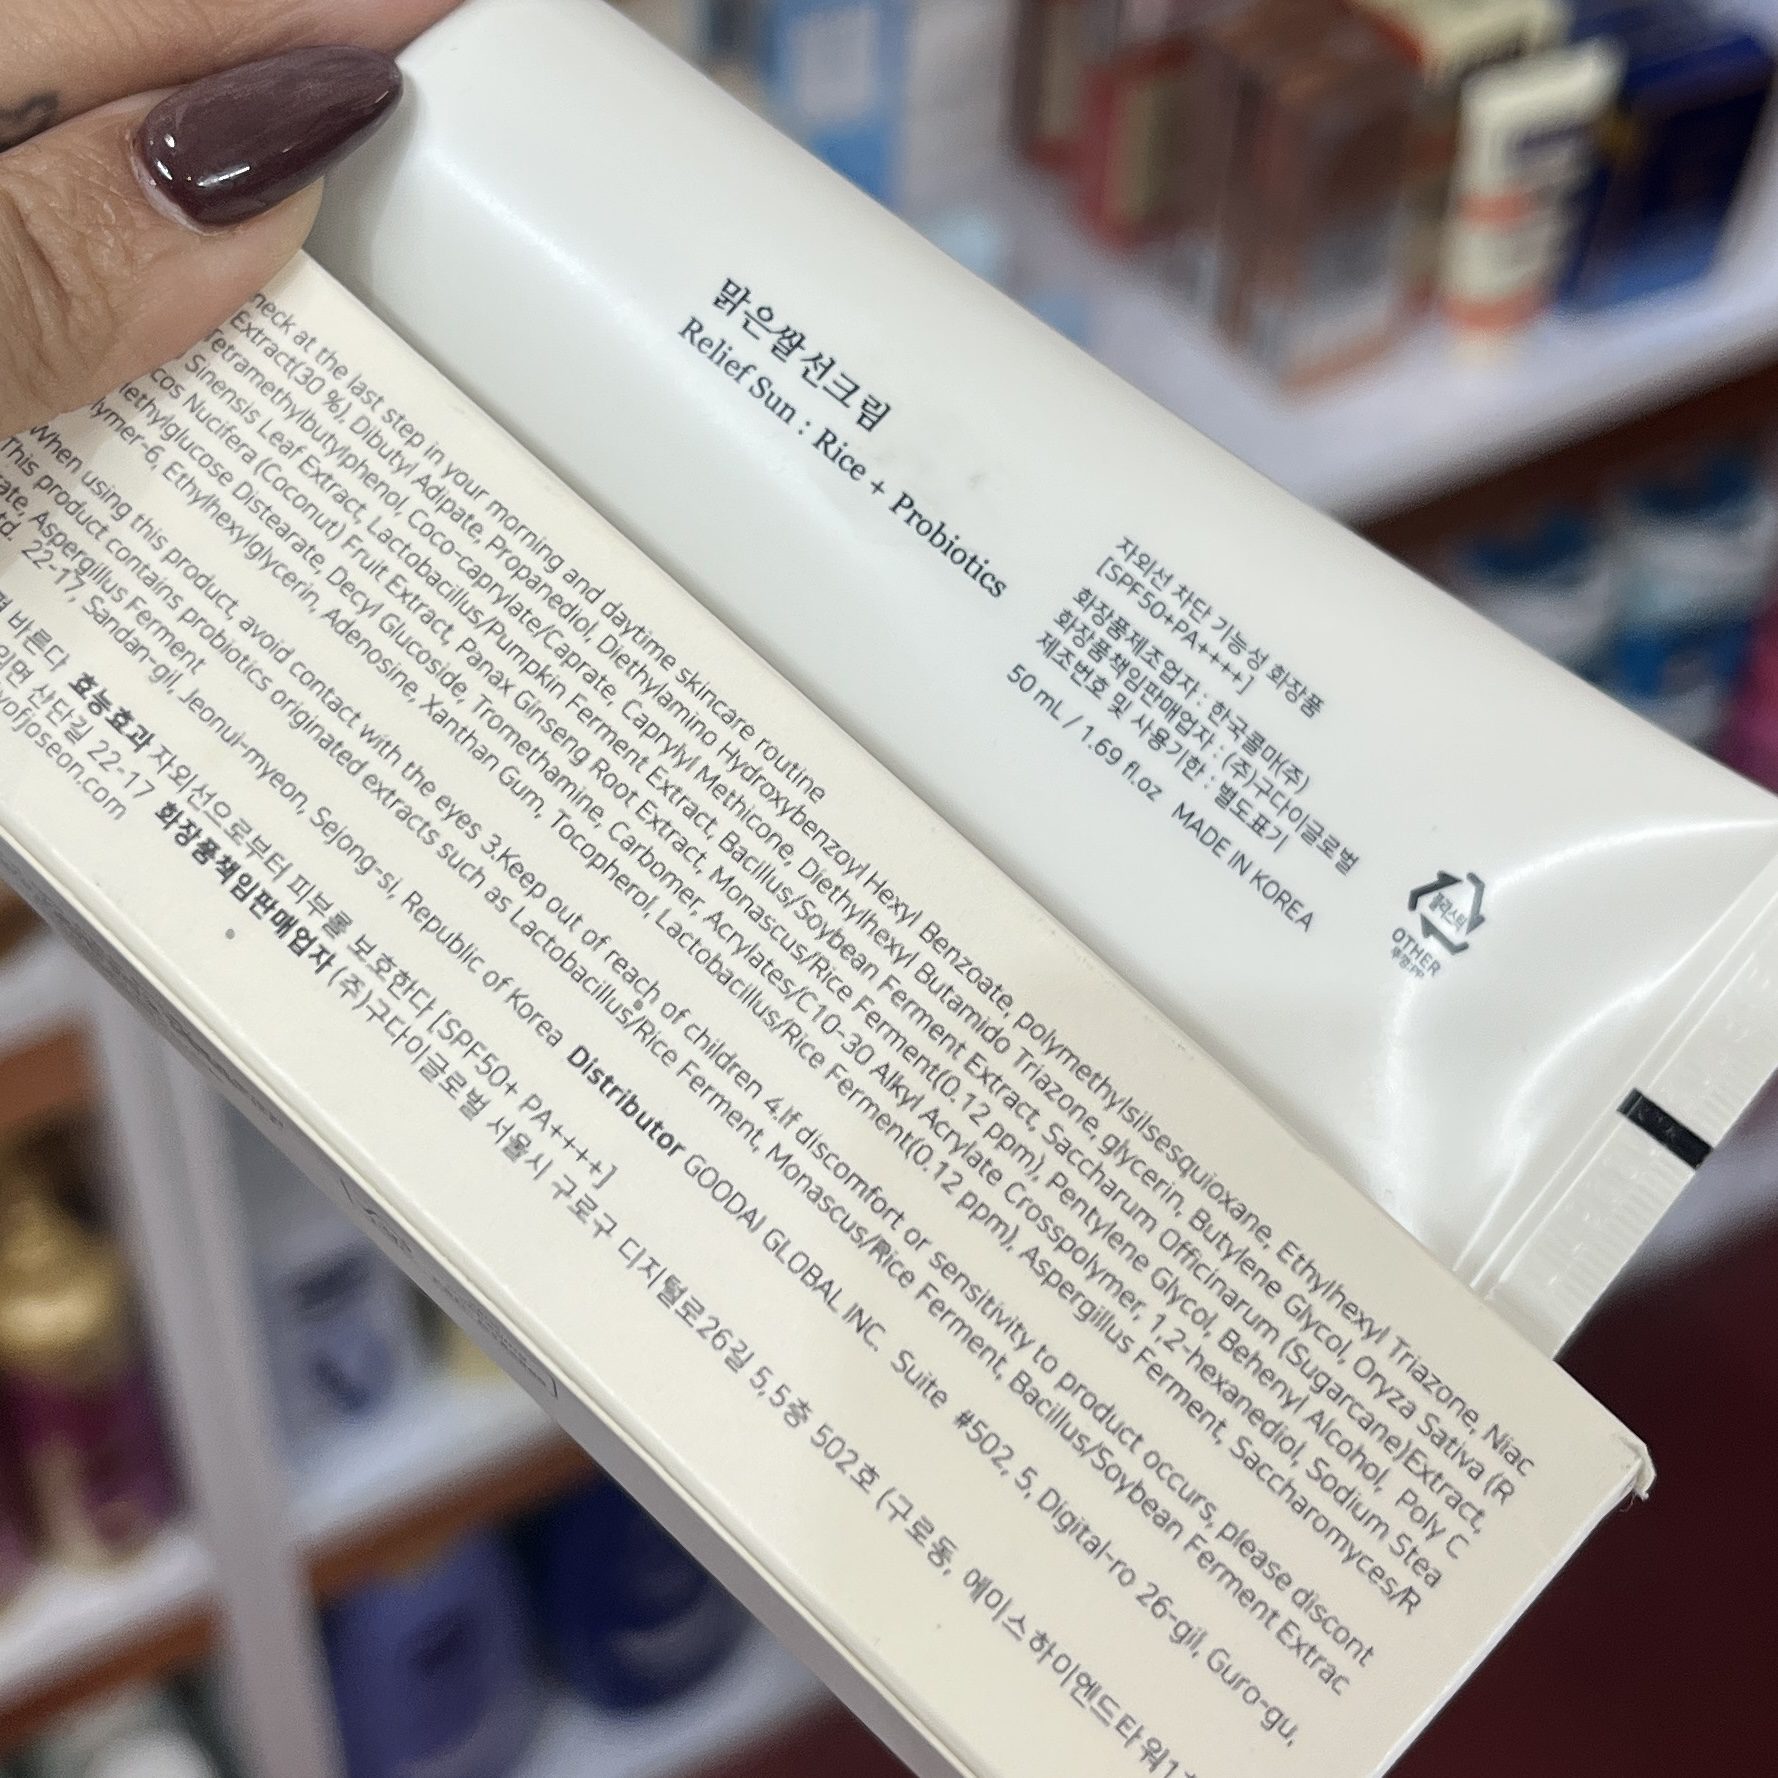 맑은쌀선크림
Relief Sun : Rice + Probiotics
자외선 차단 기능성 화장품
[SPF50+PA++++]
화장품제조업자 : 한국콜마(주)
화장품책임판매업자 : (주)구다이글로벌
제조번호 및 사용기한 : 별도표기
50 mL / 1.69 fl.oz MADE IN KOREA
플라스틱
OTHER
neck at the last step in your morning and daytime skincare routine
Extract(30 %), Dibutyl Adipate, Propanediol, Diethylamino Hydroxybenzoyl Hexyl Benzoate, polymethylsilsesquioxane, Ethylhexyl Triazone, Niac
Tetramethylbutylphenol, Coco-caprylate/Caprate, Caprylyl Methicone, Diethylhexyl Butamido Triazone, glycerin, Butylene Glycol, Oryza Sativa (R
Sinensis Leaf Extract, Lactobacillus/Pumpkin Ferment Extract, Bacillus/Soybean Ferment Extract, Saccharum Officinarum (Sugarcane)Extract,
cos Nucifera (Coconut) Fruit Extract, Panax Ginseng Root Extract, Monascus/Rice Ferment(0.12 ppm), Pentylene Glycol, Behenyl Alcohol, Poly C
lethylglucose Distearate, Decyl Glucoside, Tromethamine, Carbomer, Acrylates/C10-30 Alkyl Acrylate Crosspolymer, 1,2-hexanediol, Sodium Stea
lymer-6, Ethylhexylglycerin, Adenosine, Xanthan Gum, Tocopherol, Lactobacillus/Rice Ferment(0.12 ppm), Aspergillus Ferment, Saccharomyces/R
When using this product, avoid contact with the eyes 3.Keep out of reach of children 4.If discomfort or sensitivity to product occurs, please discont
This product contains probiotics originated extracts such as Lactobacillus/Rice Ferment, Monascus/Rice Ferment, Bacillus/Soybean Ferment Extrac
rate, Aspergillus Ferment
td. 22-17, Sandan-gil, Jeonui-myeon, Sejong-si, Republic of Korea Distributor GOODAI GLOBAL INC. Suite #502, 5, Digital-ro 26-gil, Guro-gu,
바른다 효능효과 자외선으로부터 피부를 보호한다 [SPF50+ PA++++]
산단길 22-17 화장품책임판매업자 (주)구다이글로벌 서울시 구로구 디지털로26길 5,5층 502호 (구로동, 에이스하이엔드타워1
yofjoseon.com